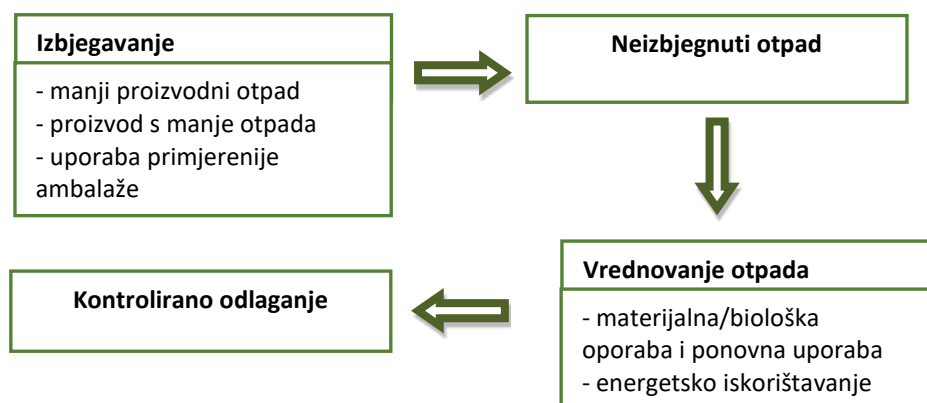 Izbjegavanje
- manji proizvodni otpad
- proizvod s manje otpada
- uporaba primjerenije
ambalaže
Neizbjegnuti otpad
Vrednovanje otpada
- materijalna/biološka
oporaba i ponovna uporaba
- energetsko iskorištavanje
Kontrolirano odlaganje